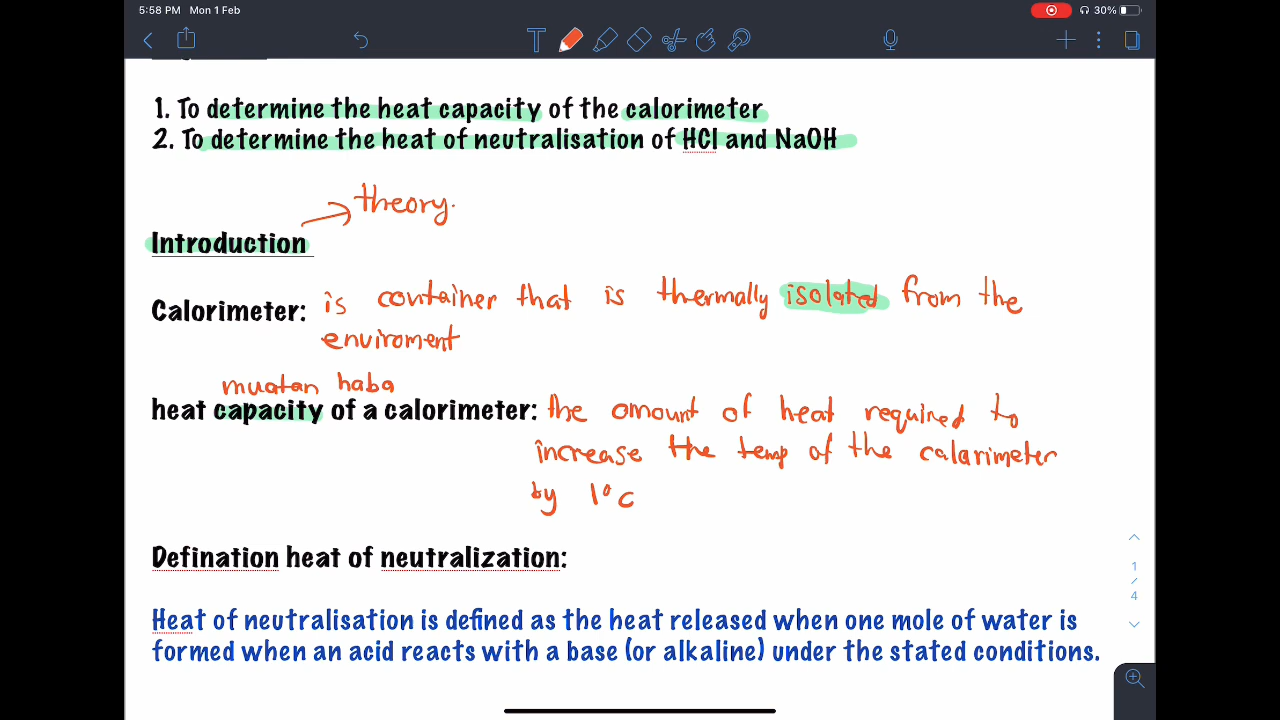 5:58 PM Mon 1 Feb
30%
1. To determine the heat capacity of the calorimeter
2. To determine the heat of neutralisation of HCl and NaOH
theory.
Introduction
Calorimeter: is container that is thermally isolated from the
enviroment
muatan haba
heat capacity of a calorimeter: the amount of heat required to
increase the temp of the calarimeter
by 1°C
Defination heat of neutralization:
1
/
4
Heat of neutralisation is defined as the heat released when one mole of water is
formed when an acid reacts with a base (or alkaline) under the stated conditions.